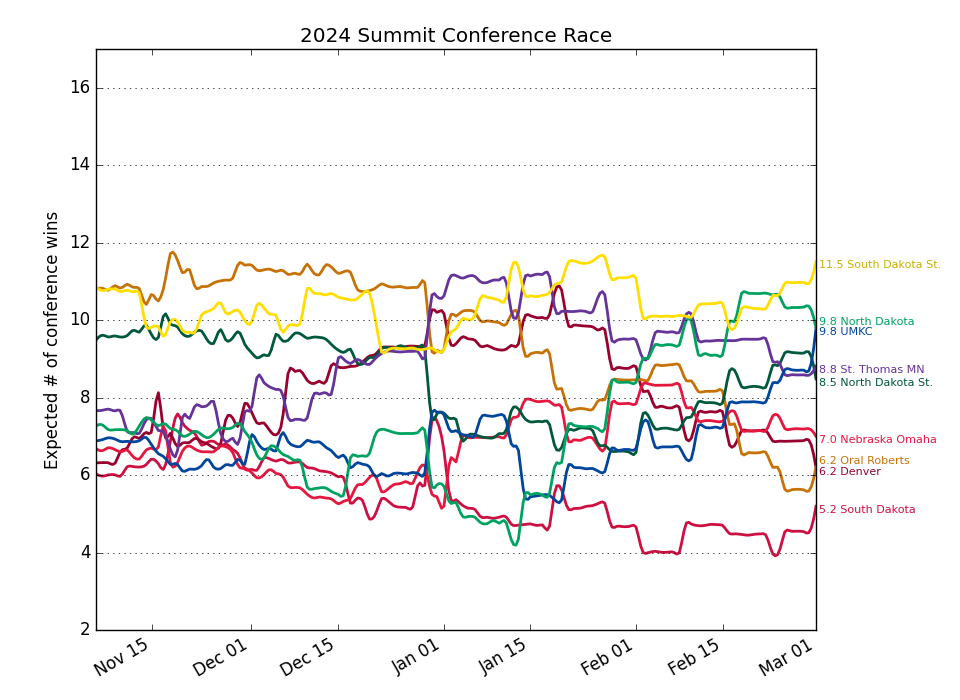 2024 Summit Conference Race
Expected # of conference wins
16
14
12
10
8
6
4
2
Nov 15
Dec 01
Dec 15
Jan 01
Jan 15
Feb 01
Feb 15
Mar 01
11.5 South Dakota St.
9.8 North Dakota
9.8 UMKC
8.8 St. Thomas MN
8.5 North Dakota St.
7.0 Nebraska Omaha
6.2 Oral Roberts
6.2 Denver
5.2 South Dakota